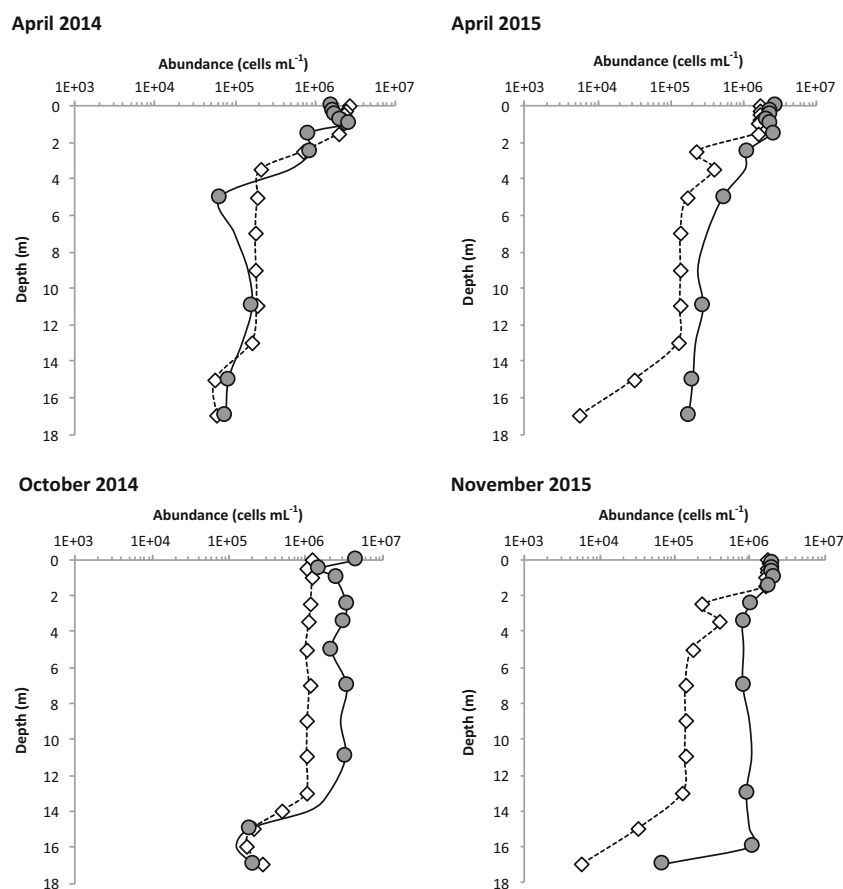 April 2014
Abundance (cells mL⁻¹)
1E+03 1E+04 1E+05 1E+06 1E+07
0
2
4
6
8
10
12
14
16
18
Depth (m)
April 2015
Abundance (cells mL⁻¹)
1E+03 1E+04 1E+05 1E+06 1E+07
0
2
4
6
8
10
12
14
16
18
Depth (m)
October 2014
Abundance (cells mL⁻¹)
1E+03 1E+04 1E+05 1E+06 1E+07
0
2
4
6
8
10
12
14
16
18
Depth (m)
November 2015
Abundance (cells mL⁻¹)
1E+03 1E+04 1E+05 1E+06 1E+07
0
2
4
6
8
10
12
14
16
18
Depth (m)